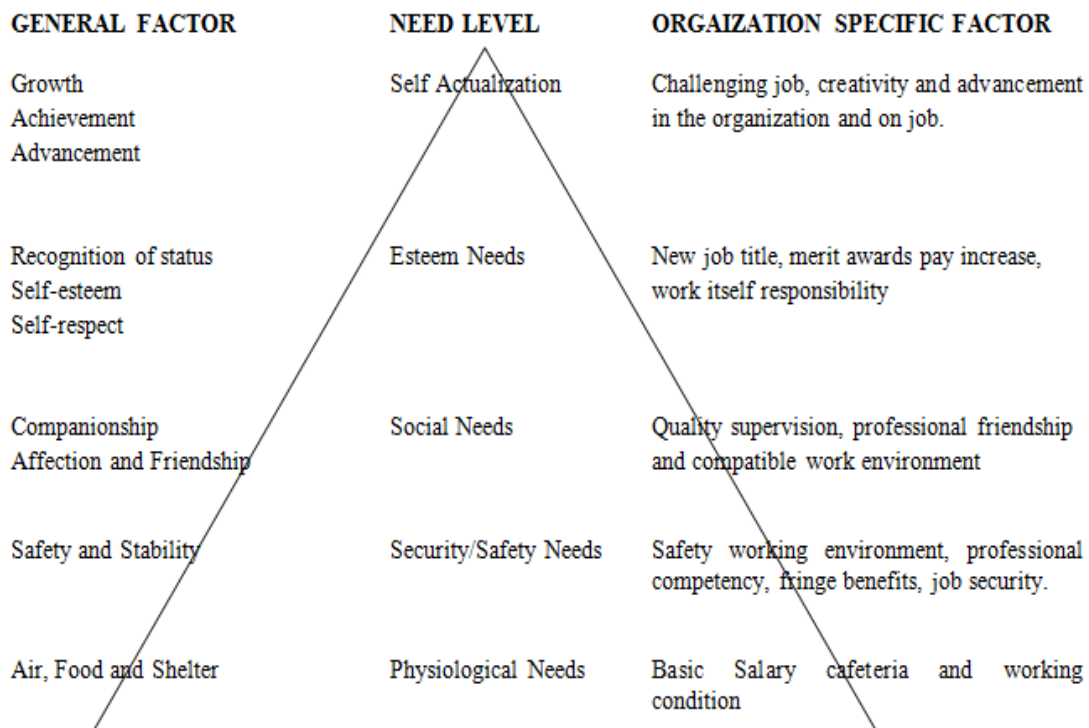 GENERAL FACTOR NEED LEVEL ORGAIZATION SPECIFIC FACTOR
Growth Self Actualization Challenging job, creativity and advancement
Achievement in the organization and on job.
Advancement
Recognition of status Esteem Needs New job title, merit awards pay increase,
Self-esteem work itself responsibility
Self-respect
Companionship Social Needs Quality supervision, professional friendship
Affection and Friendship and compatible work environment
Safety and Stability Security/Safety Needs Safety working environment, professional
competency, fringe benefits, job security.
Air, Food and Shelter Physiological Needs Basic Salary cafeteria and working
condition